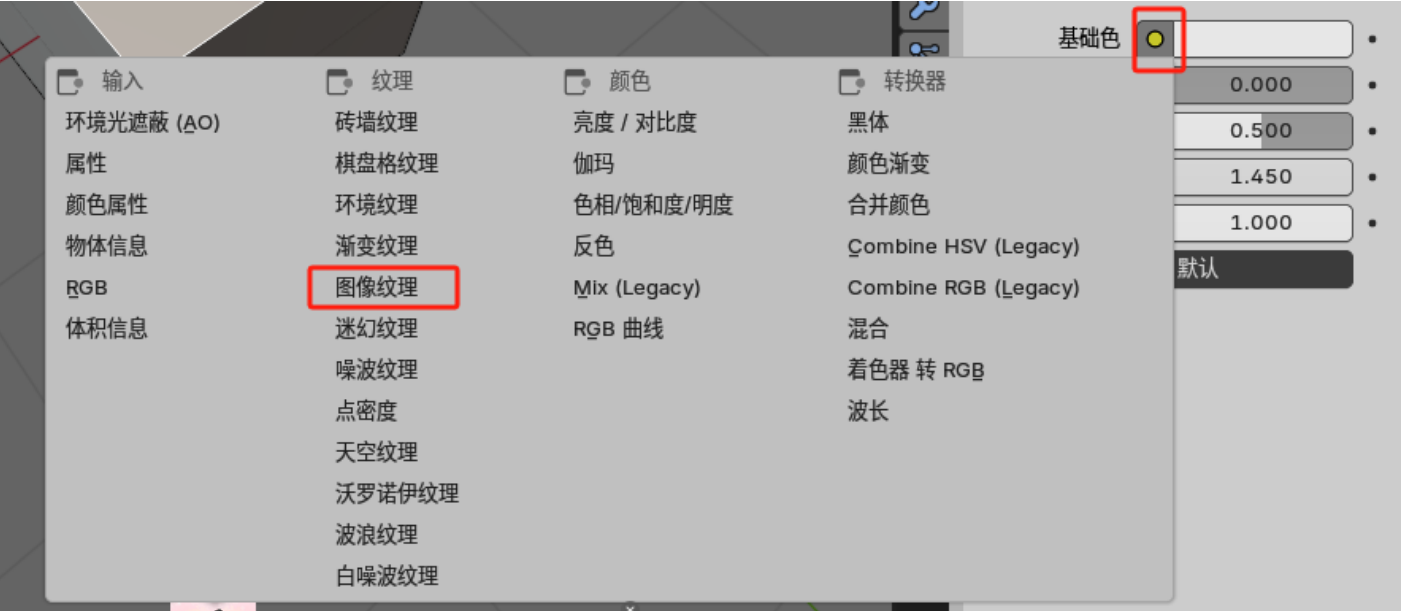 基础色
输入
环境光遮蔽 (AO)
属性
颜色属性
物体信息
RGB
体积信息
纹理
砖墙纹理
棋盘格纹理
环境纹理
渐变纹理
图像纹理
迷幻纹理
噪波纹理
点密度
天空纹理
沃罗诺伊纹理
波浪纹理
白噪波纹理
颜色
亮度 / 对比度
伽玛
色相/饱和度/明度
反色
Mix (Legacy)
RGB 曲线
转换器
黑体
颜色渐变
合并颜色
Combine HSV (Legacy)
Combine RGB (Legacy)
混合
着色器 转 RGB
波长
0.000
0.500
1.450
1.000
默认